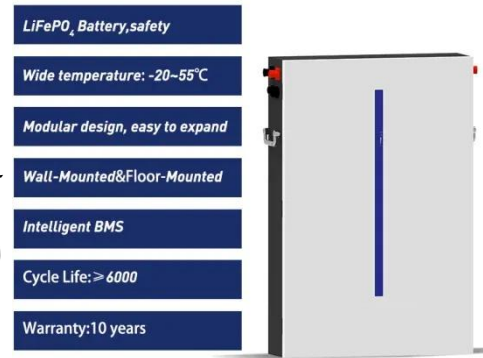 LiFePO₄ Battery,safety
Wide temperature: -20~55℃
Modular design, easy to expand
Wall-Mounted&Floor-Mounted
Intelligent BMS
Cycle Life:≥6000
Warranty:10 years